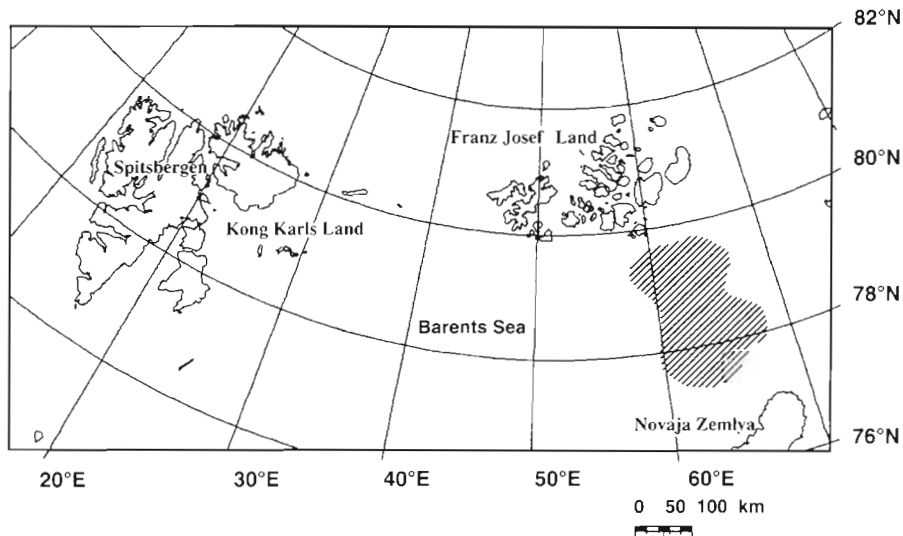 82°N
Franz Josef Land
80°N
Spitsbergen
Kong Karls Land
78°N
Barents Sea
Novaja Zemlya
76°N
20°E 30°E 40°E 50°E 60°E
0 50 100 km